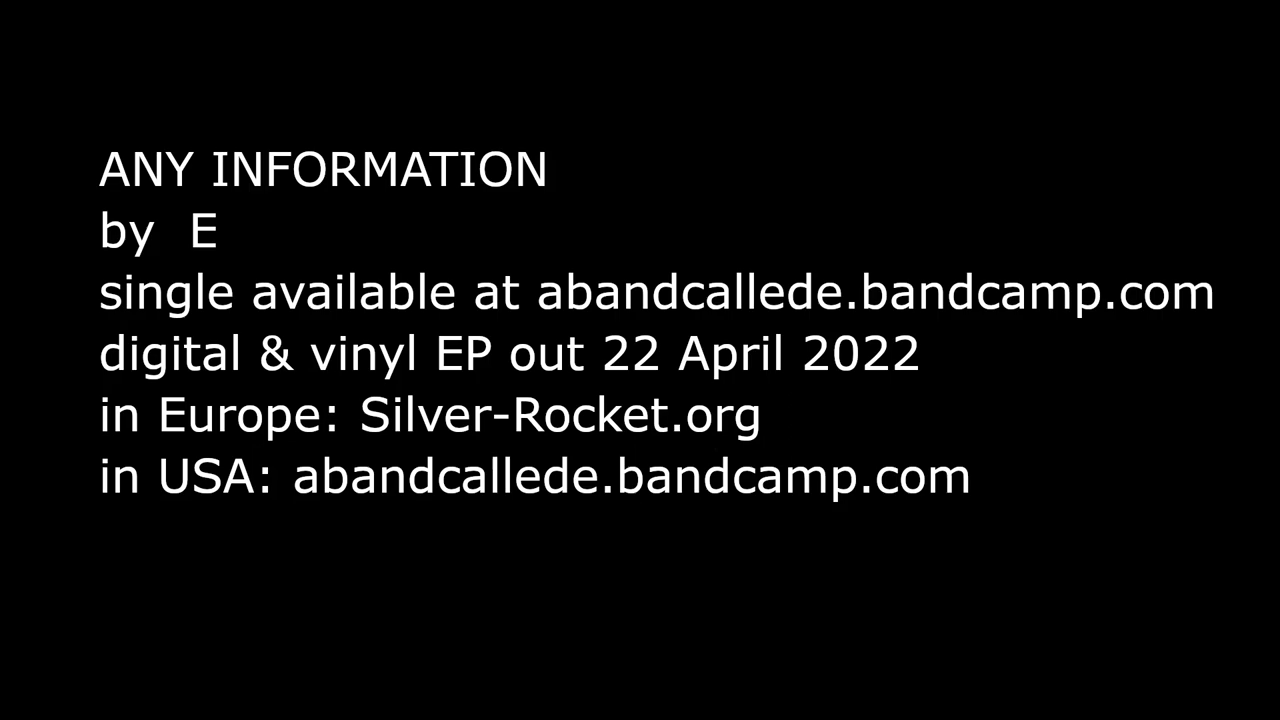 ANY INFORMATION
by  E
single available at abandcallede.bandcamp.com
digital & vinyl EP out 22 April 2022
in Europe: Silver-Rocket.org
in USA: abandcallede.bandcamp.com